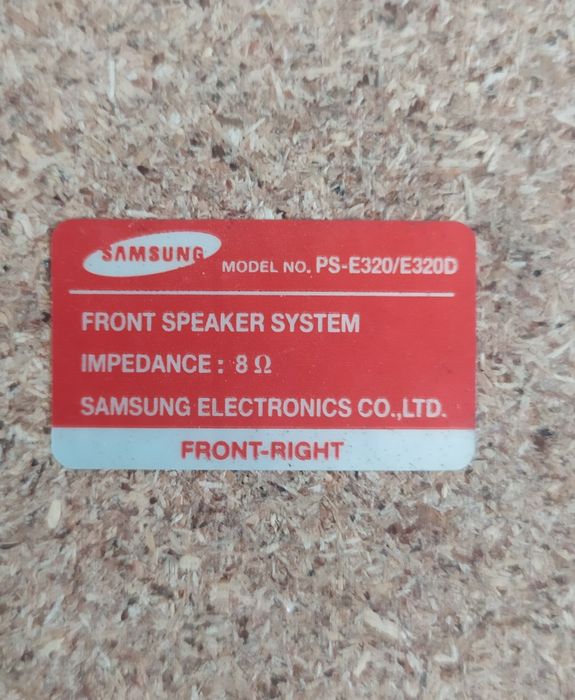 SAMSUNG MODEL NO. PS-E320/E320D
FRONT SPEAKER SYSTEM
IMPEDANCE : 8 Ω
SAMSUNG ELECTRONICS CO.,LTD.
FRONT-RIGHT